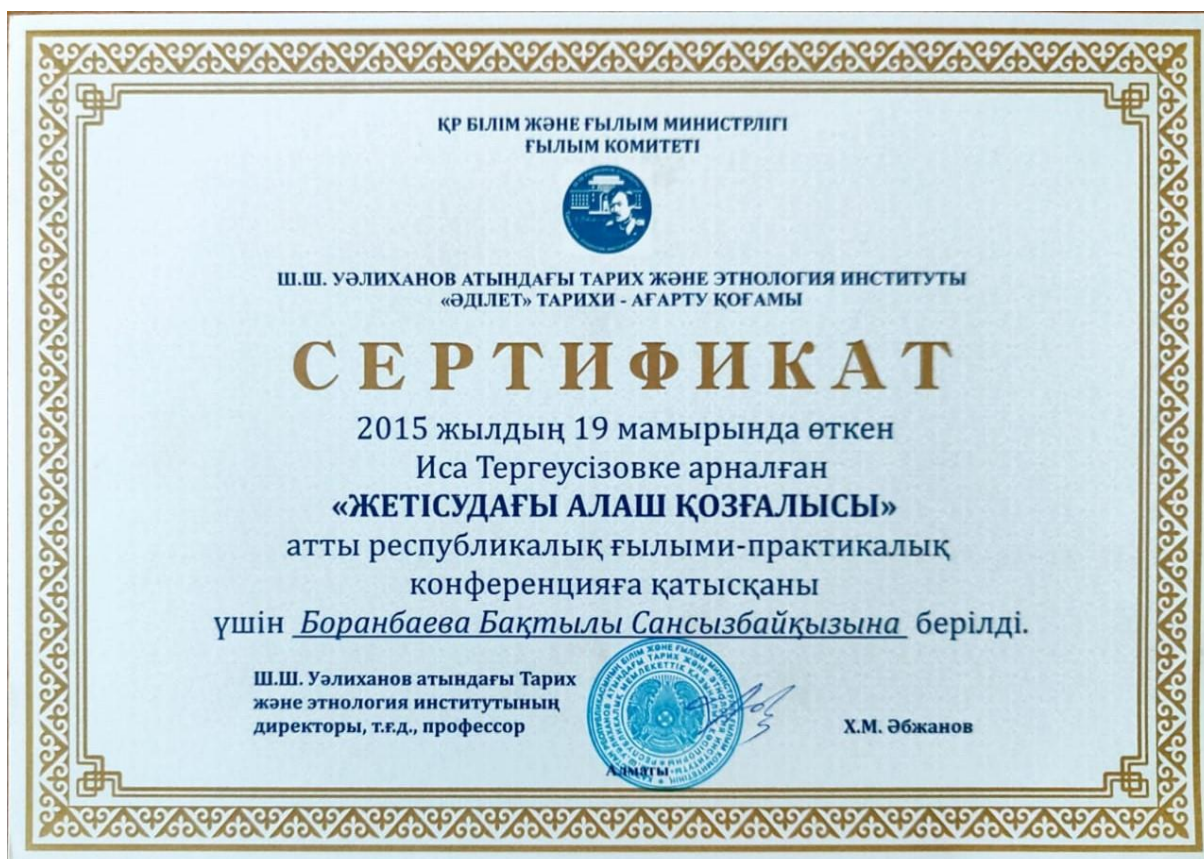 ҚР БІЛІМ ЖӘНЕ ҒЫЛЫМ МИНИСТРЛІГІ
ҒЫЛЫМ КОМИТЕТІ
Ш.Ш. УӘЛИХАНОВ АТЫНДАҒЫ ТАРИХ ЖӘНЕ ЭТНОЛОГИЯ ИНСТИТУТЫ
«ӘДІЛЕТ» ТАРИХИ - АҒАРТУ ҚОҒАМЫ
СЕРТИФИКАТ
2015 жылдың 19 мамырында өткен
Иса Тергеусізовке арналған
«ЖЕТІСУДАҒЫ АЛАШ ҚОЗҒАЛЫСЫ»
атты республикалық ғылыми-практикалық
конференцияға қатысқаны
үшін Боранбаева Бақтылы Сансызбайқызына берілді.
Ш.Ш. Уәлиханов атындағы Тарих
және этнология институтының
директоры, т.ғ.д., профессор
Х.М. Әбжанов
Алматы